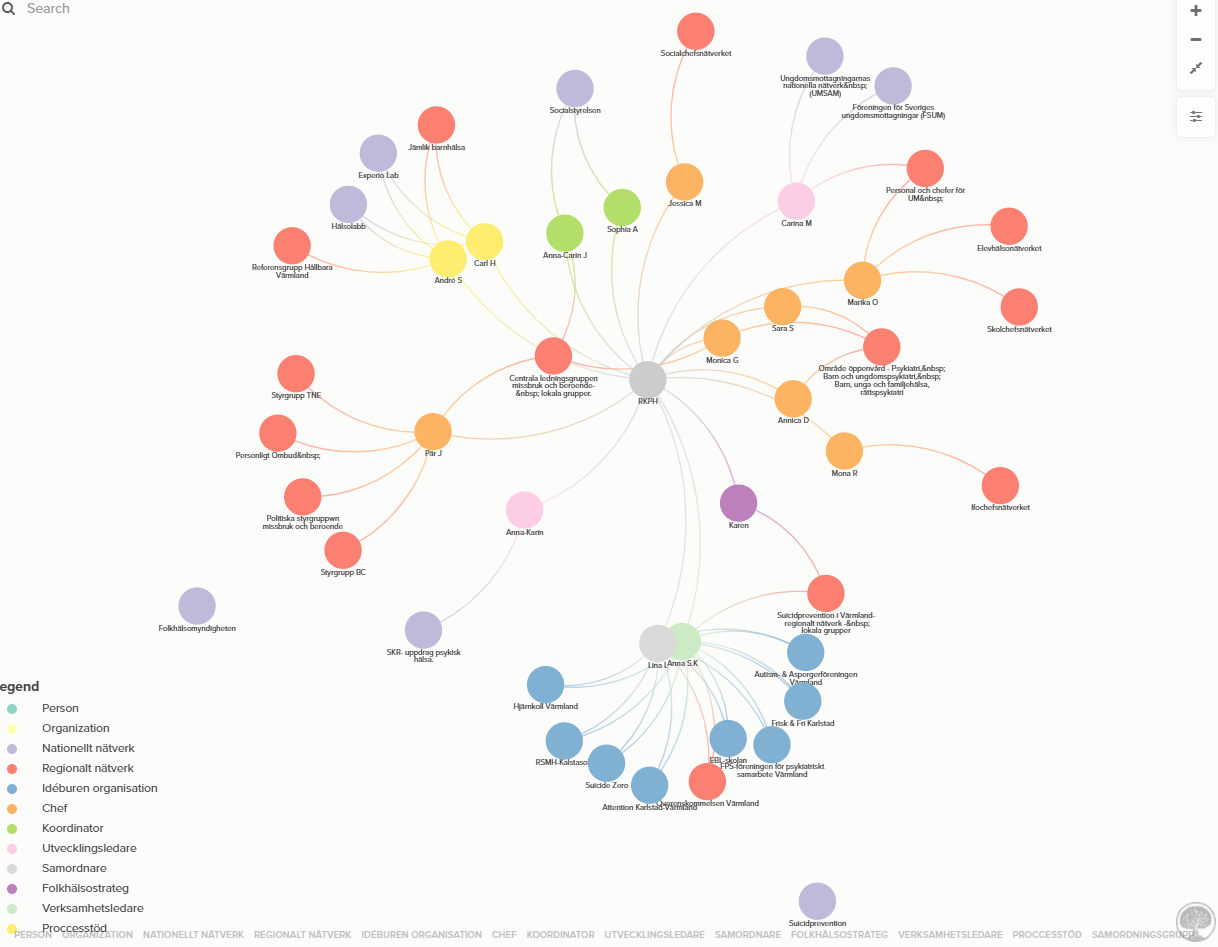 Search
Socialchefsnätverket
Ungdomsmottagningarnas
nationella nätverk&nbsp;
(UMSAM)
Föreningen för Sveriges
ungdomsmottagningar (FSUM)
Socialstyrelsen
Jämlik barnhälsa
Experio Lab
Hälsolabb
Personal och chefer för
UM&nbsp;
Jessica M
Carina M
Sophia A
Anna-Carin J
Elevhälsonätverket
Carl H
Referensgrupp Hållbara
Värmland
André S
Marika O
Sara S
Skolchefsnätverket
Monica G
Område öppenvård - Psykiatri,&nbsp;
Barn och ungdomspsykiatri,&nbsp;
Barn, unga och familjehälsa,
rättspsykiatri
Centrala ledningsgruppen
missbruk och beroende-
&nbsp; lokala grupper.
RKPH
Styrgrupp TNE
Annica D
Personligt Ombud&nbsp;
Pär J
Mona R
Ifochefsnätverket
Politiska styrgruppwn
missbruk och beroende
Anna-Karin
Karen
Styrgrupp BC
Suicidprevention i Värmland-
regionalt nätverk -&nbsp;
lokala grupper
Folkhälsomyndigheten
SKR- uppdrag psykisk
hälsa.
Lina L
Anna S.K
Autism- & Aspergerföreningen
Värmland
Hjärnkoll Värmland
Frisk & Fri Karlstad
RSMH-Kalstaso
EBL-skolan
FPS-föreningen för psykiatriskt
samarbete Värmland
Suicide Zero
Attention Karlstad-Värmland
Överenskommelsen Värmland
Suicidprevention
egend
Person
Organization
Nationellt nätverk
Regionalt nätverk
Idéburen organisation
Chef
Koordinator
Utvecklingsledare
Samordnare
Folkhälsostrateg
Verksamhetsledare
Proccesstöd
PERSON ORGANIZATION NATIONELLT NÄTVERK REGIONALT NÄTVERK IDÉBUREN ORGANISATION CHEF KOORDINATOR UTVECKLINGSLEDARE SAMORDNARE FOLKHÄLSOSTRATEG VERKSAMHETSLEDARE PROCCESSTÖD SAMORDNINGSGRUPP